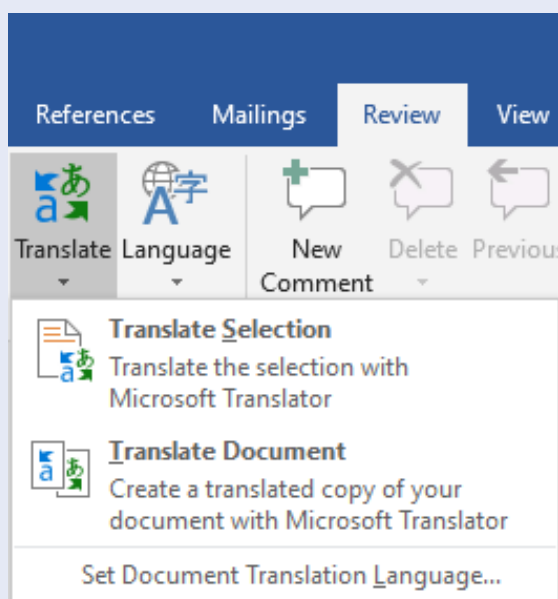 References Mailings Review View
Translate Language New Comment Delete
Translate Selection
Translate the selection with
Microsoft Translator
Translate Document
Create a translated copy of your
document with Microsoft Translator
Set Document Translation Language...